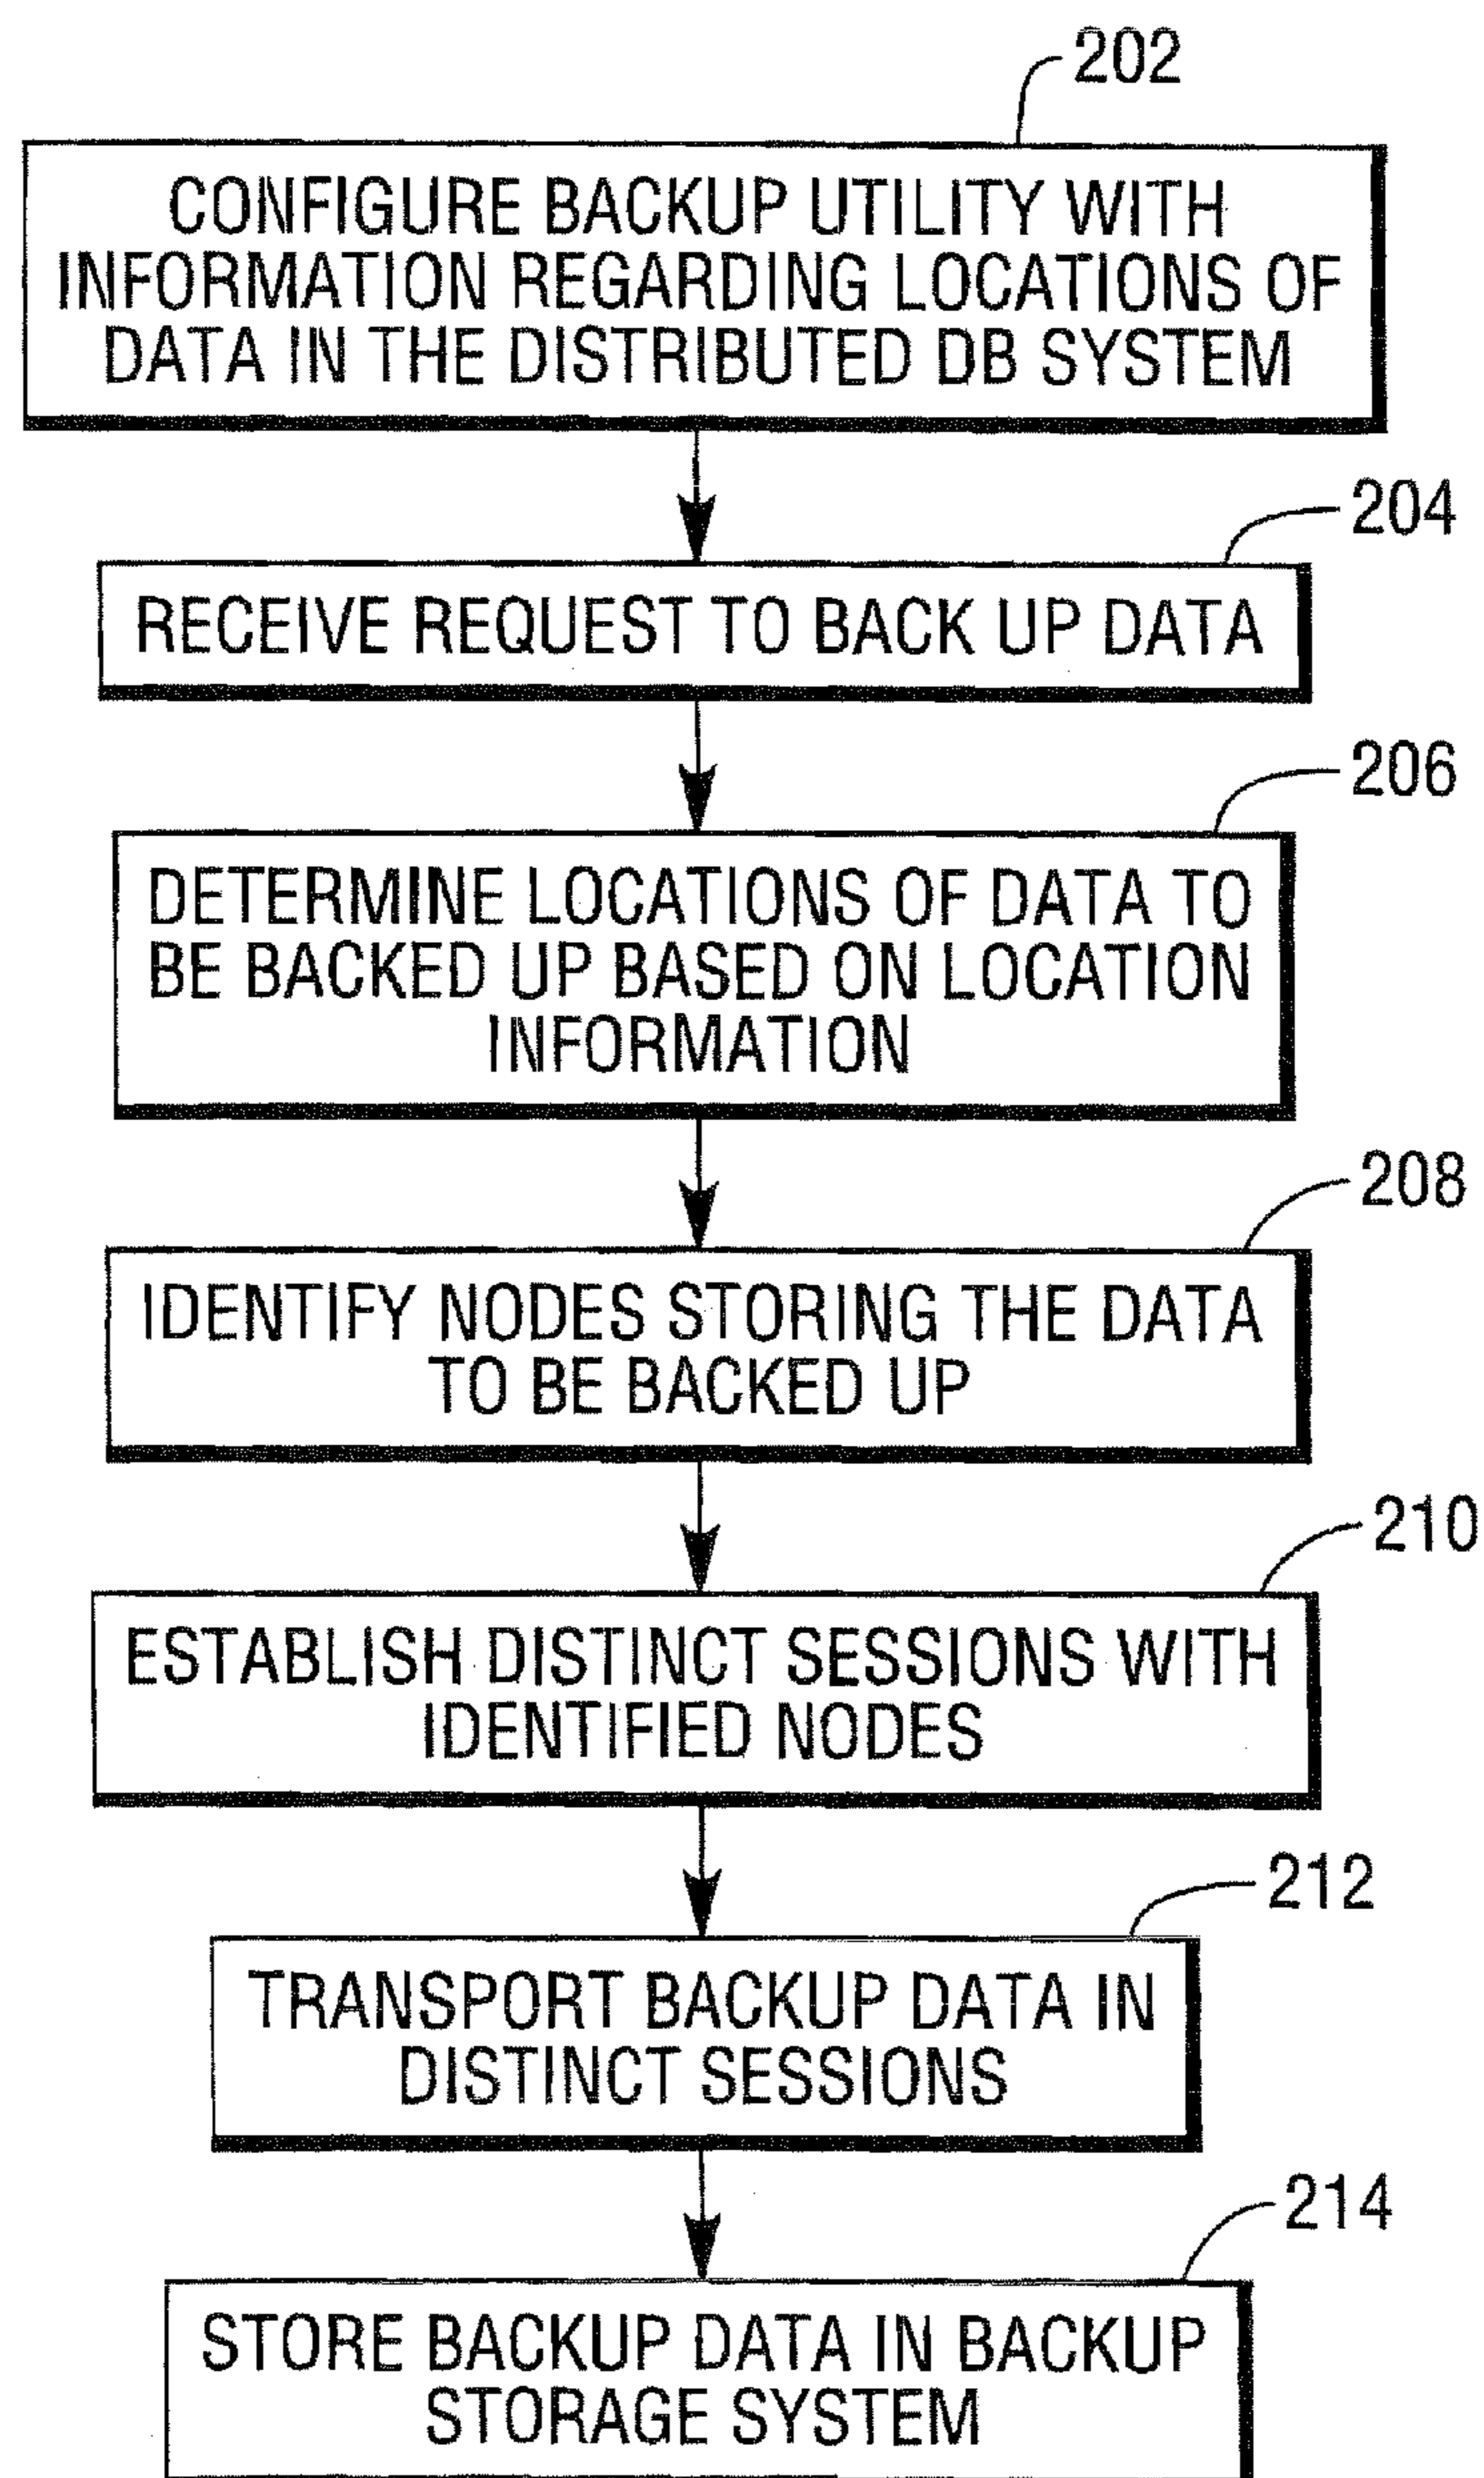 202
CONFIGURE BACKUP UTILITY WITH
INFORMATION REGARDING LOCATIONS OF
DATA IN THE DISTRIBUTED DB SYSTEM
204
RECEIVE REQUEST TO BACK UP DATA
206
DETERMINE LOCATIONS OF DATA TO
BE BACKED UP BASED ON LOCATION
INFORMATION
208
IDENTIFY NODES STORING THE DATA
TO BE BACKED UP
210
ESTABLISH DISTINCT SESSIONS WITH
IDENTIFIED NODES
212
TRANSPORT BACKUP DATA IN
DISTINCT SESSIONS
214
STORE BACKUP DATA IN BACKUP
STORAGE SYSTEM